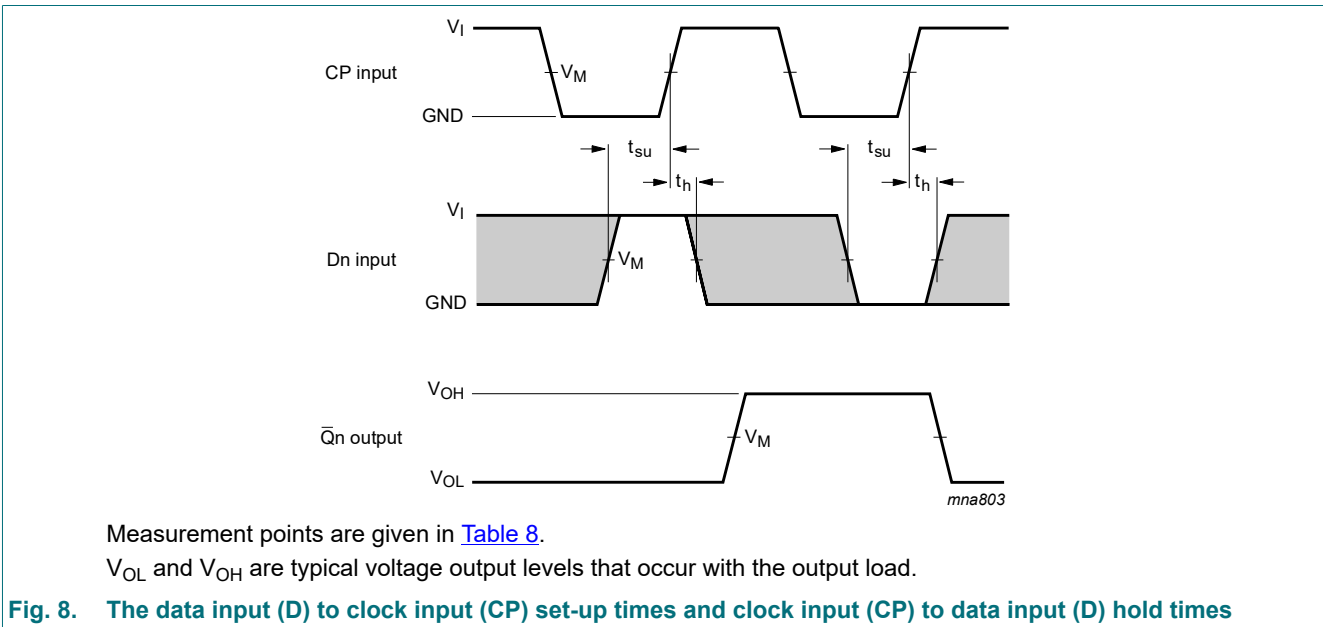 V_I
CP input
V_M
GND
t_su
t_su
t_h
t_h
V_I
Dn input
V_M
GND
V_OH
Q̅n output
V_M
V_OL
mna803
Measurement points are given in Table 8.
V_OL and V_OH are typical voltage output levels that occur with the output load.
Fig. 8. The data input (D) to clock input (CP) set-up times and clock input (CP) to data input (D) hold times